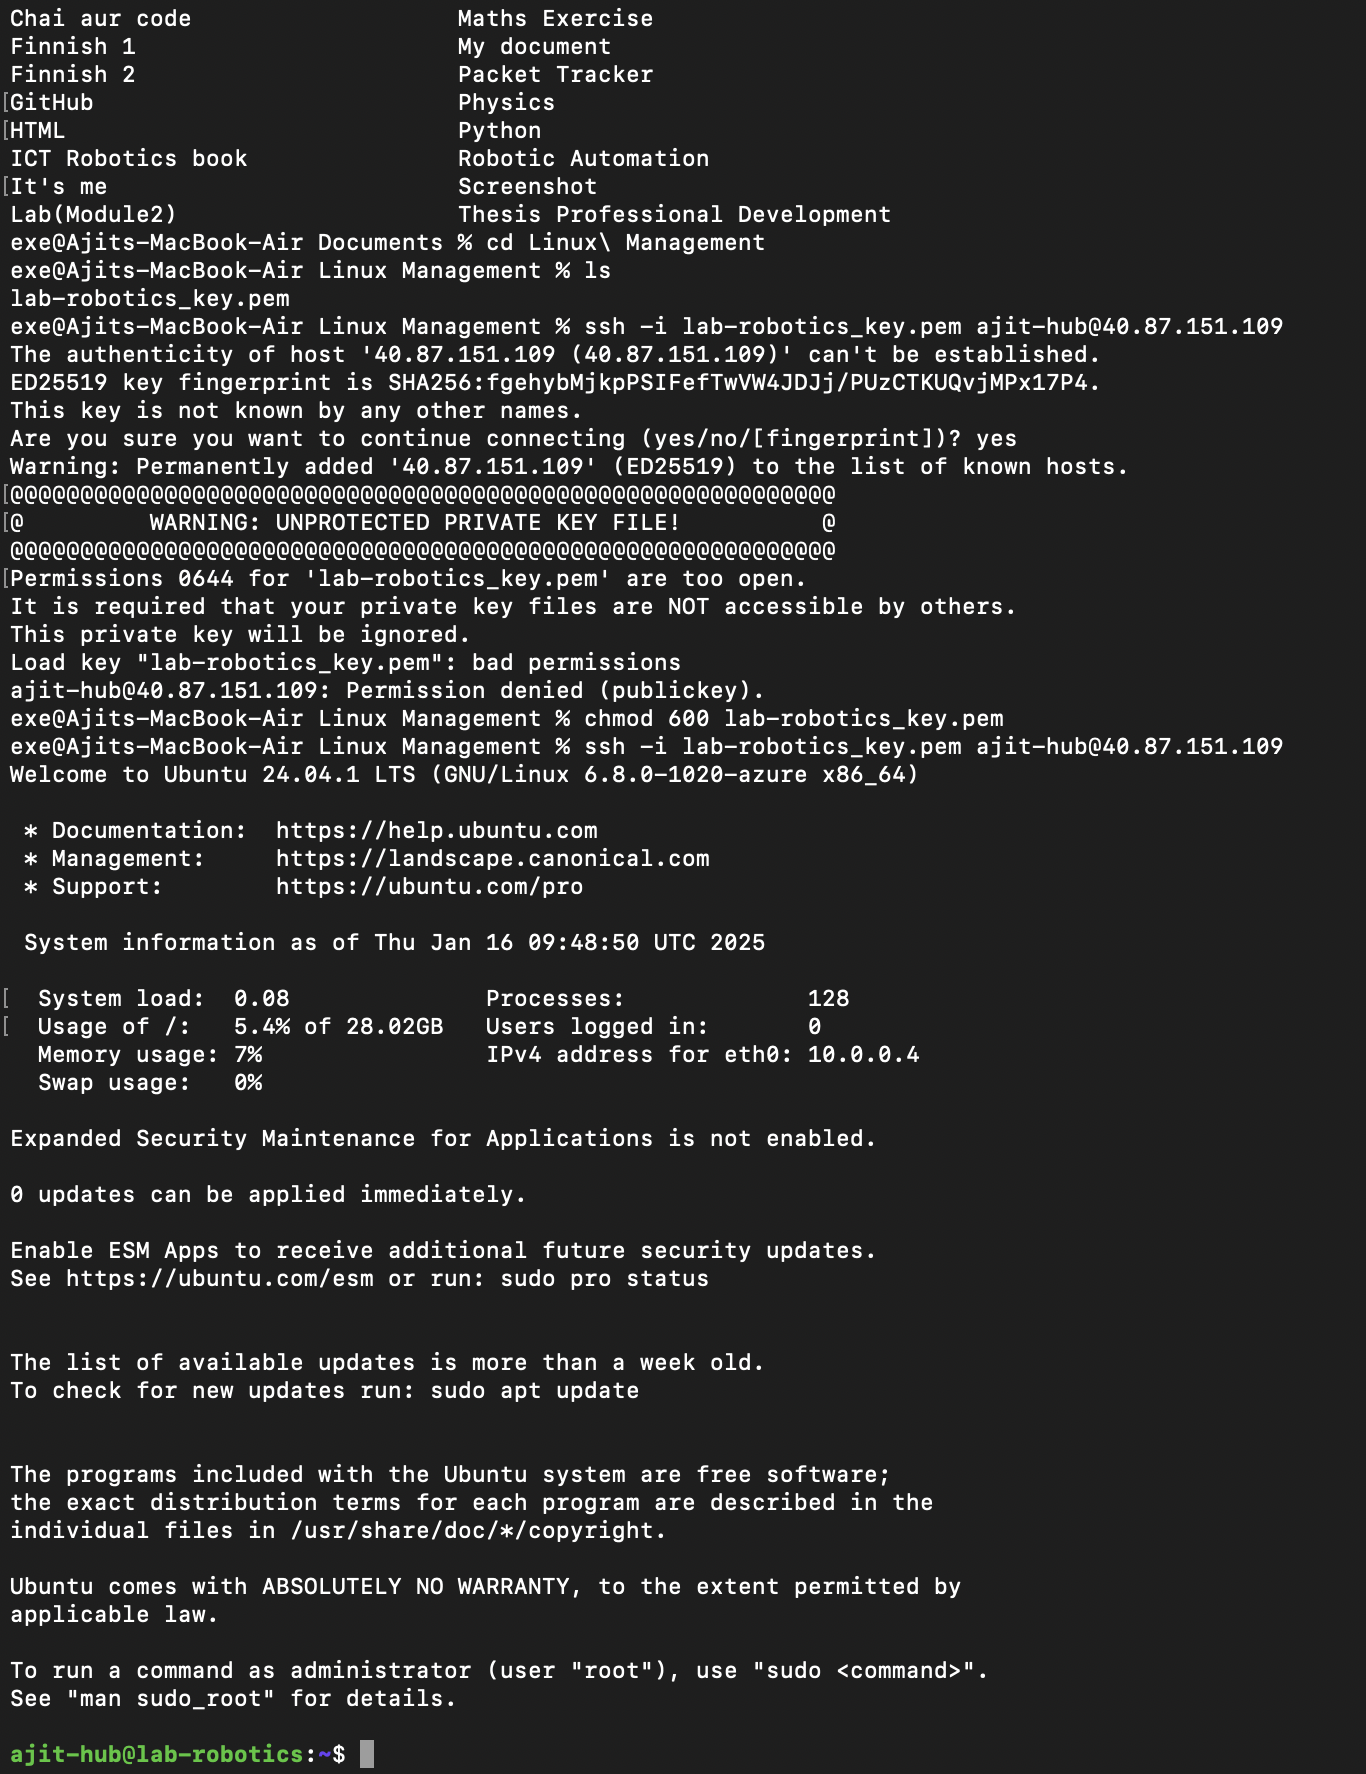 Chai aur code                   Maths Exercise
Finnish 1                       My document
Finnish 2                       Packet Tracker
[GitHub                          Physics
[HTML                            Python
ICT Robotics book               Robotic Automation
[It's me                         Screenshot
Lab(Module2)                    Thesis Professional Development
exe@Ajits-MacBook-Air Documents % cd Linux\ Management
exe@Ajits-MacBook-Air Linux Management % ls
lab-robotics_key.pem
exe@Ajits-MacBook-Air Linux Management % ssh -i lab-robotics_key.pem ajit-hub@40.87.151.109
The authenticity of host '40.87.151.109 (40.87.151.109)' can't be established.
ED25519 key fingerprint is SHA256:fgehybMjkpPSIFefTwVW4JDJj/PUzCTKUQvjMPx17P4.
This key is not known by any other names.
Are you sure you want to continue connecting (yes/no/[fingerprint])? yes
Warning: Permanently added '40.87.151.109' (ED25519) to the list of known hosts.
[@@@@@@@@@@@@@@@@@@@@@@@@@@@@@@@@@@@@@@@@@@@@@@@@@@@@@@@@@@@
[@         WARNING: UNPROTECTED PRIVATE KEY FILE!          @
@@@@@@@@@@@@@@@@@@@@@@@@@@@@@@@@@@@@@@@@@@@@@@@@@@@@@@@@@@@
[Permissions 0644 for 'lab-robotics_key.pem' are too open.
It is required that your private key files are NOT accessible by others.
This private key will be ignored.
Load key "lab-robotics_key.pem": bad permissions
ajit-hub@40.87.151.109: Permission denied (publickey).
exe@Ajits-MacBook-Air Linux Management % chmod 600 lab-robotics_key.pem
exe@Ajits-MacBook-Air Linux Management % ssh -i lab-robotics_key.pem ajit-hub@40.87.151.109
Welcome to Ubuntu 24.04.1 LTS (GNU/Linux 6.8.0-1020-azure x86_64)

 * Documentation:  https://help.ubuntu.com
 * Management:     https://landscape.canonical.com
 * Support:        https://ubuntu.com/pro

 System information as of Thu Jan 16 09:48:50 UTC 2025

[  System load:  0.08              Processes:             128
[  Usage of /:   5.4% of 28.02GB   Users logged in:       0
  Memory usage: 7%                IPv4 address for eth0: 10.0.0.4
  Swap usage:   0%

Expanded Security Maintenance for Applications is not enabled.

0 updates can be applied immediately.

Enable ESM Apps to receive additional future security updates.
See https://ubuntu.com/esm or run: sudo pro status


The list of available updates is more than a week old.
To check for new updates run: sudo apt update


The programs included with the Ubuntu system are free software;
the exact distribution terms for each program are described in the
individual files in /usr/share/doc/*/copyright.

Ubuntu comes with ABSOLUTELY NO WARRANTY, to the extent permitted by
applicable law.

To run a command as administrator (user "root"), use "sudo <command>".
See "man sudo_root" for details.

ajit-hub@lab-robotics:~$